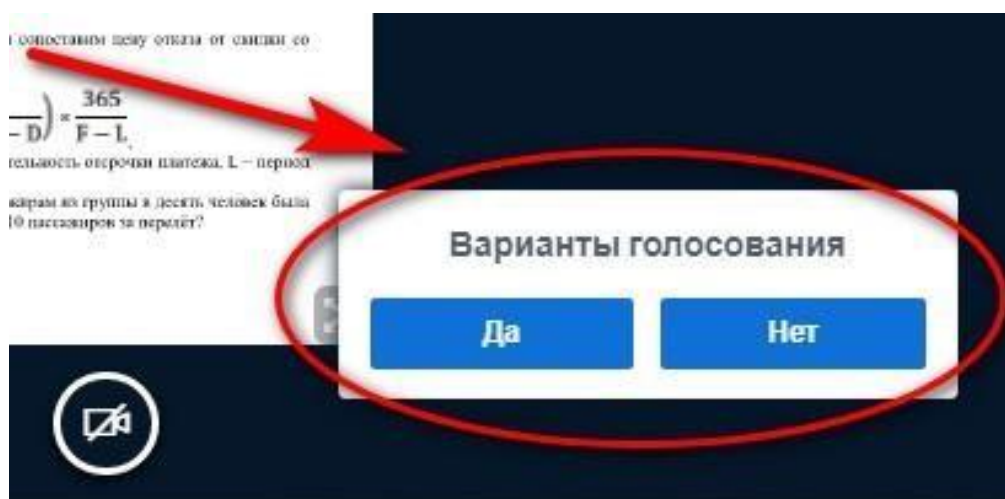 сопоставим цену отказа от скидки со
365
– D) × F – L
тельность отсрочки платежа, L – период
жирам из группы в десять человек была
10 пассажиров за перелёт?
Варианты голосования
Да
Нет